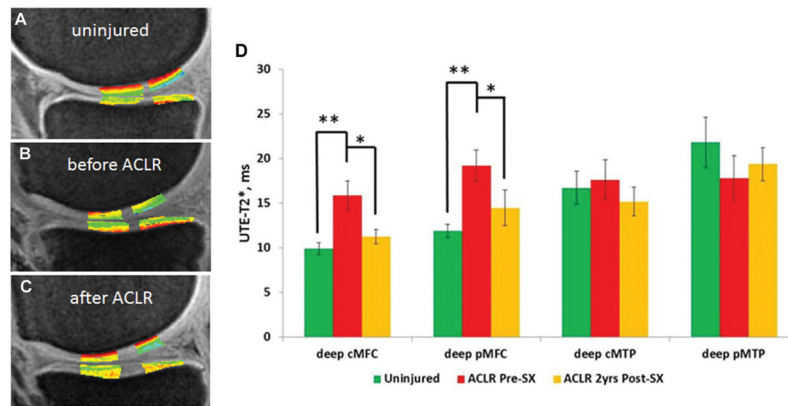 A
uninjured
B
before ACLR
C
after ACLR
D
UTE-T2*, ms
30
25
20
15
10
5
0
**
*
**
*
deep cMFC
deep pMFC
deep cMTP
deep pMTP
Uninjured
ACLR Pre-SX
ACLR 2yrs Post-SX